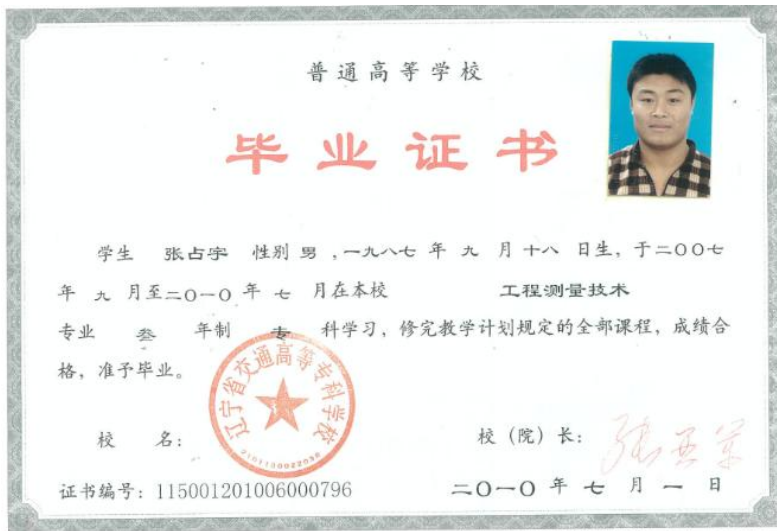 普通高等学校
毕业证书
学生 张占宇 性别 男 ,一九八七 年 九 月 十八 日生, 于二〇〇七
年 九 月至二〇一〇 年 七 月在本校 工程测量技术
专业 叁 年制 专 科学习, 修完教学计划规定的全部课程, 成绩合
格, 准予毕业。
辽宁省交通高等专科学校
校 名:
校 (院) 长:
证书编号: 115001201006000796
二〇一〇 年 七 月 一 日